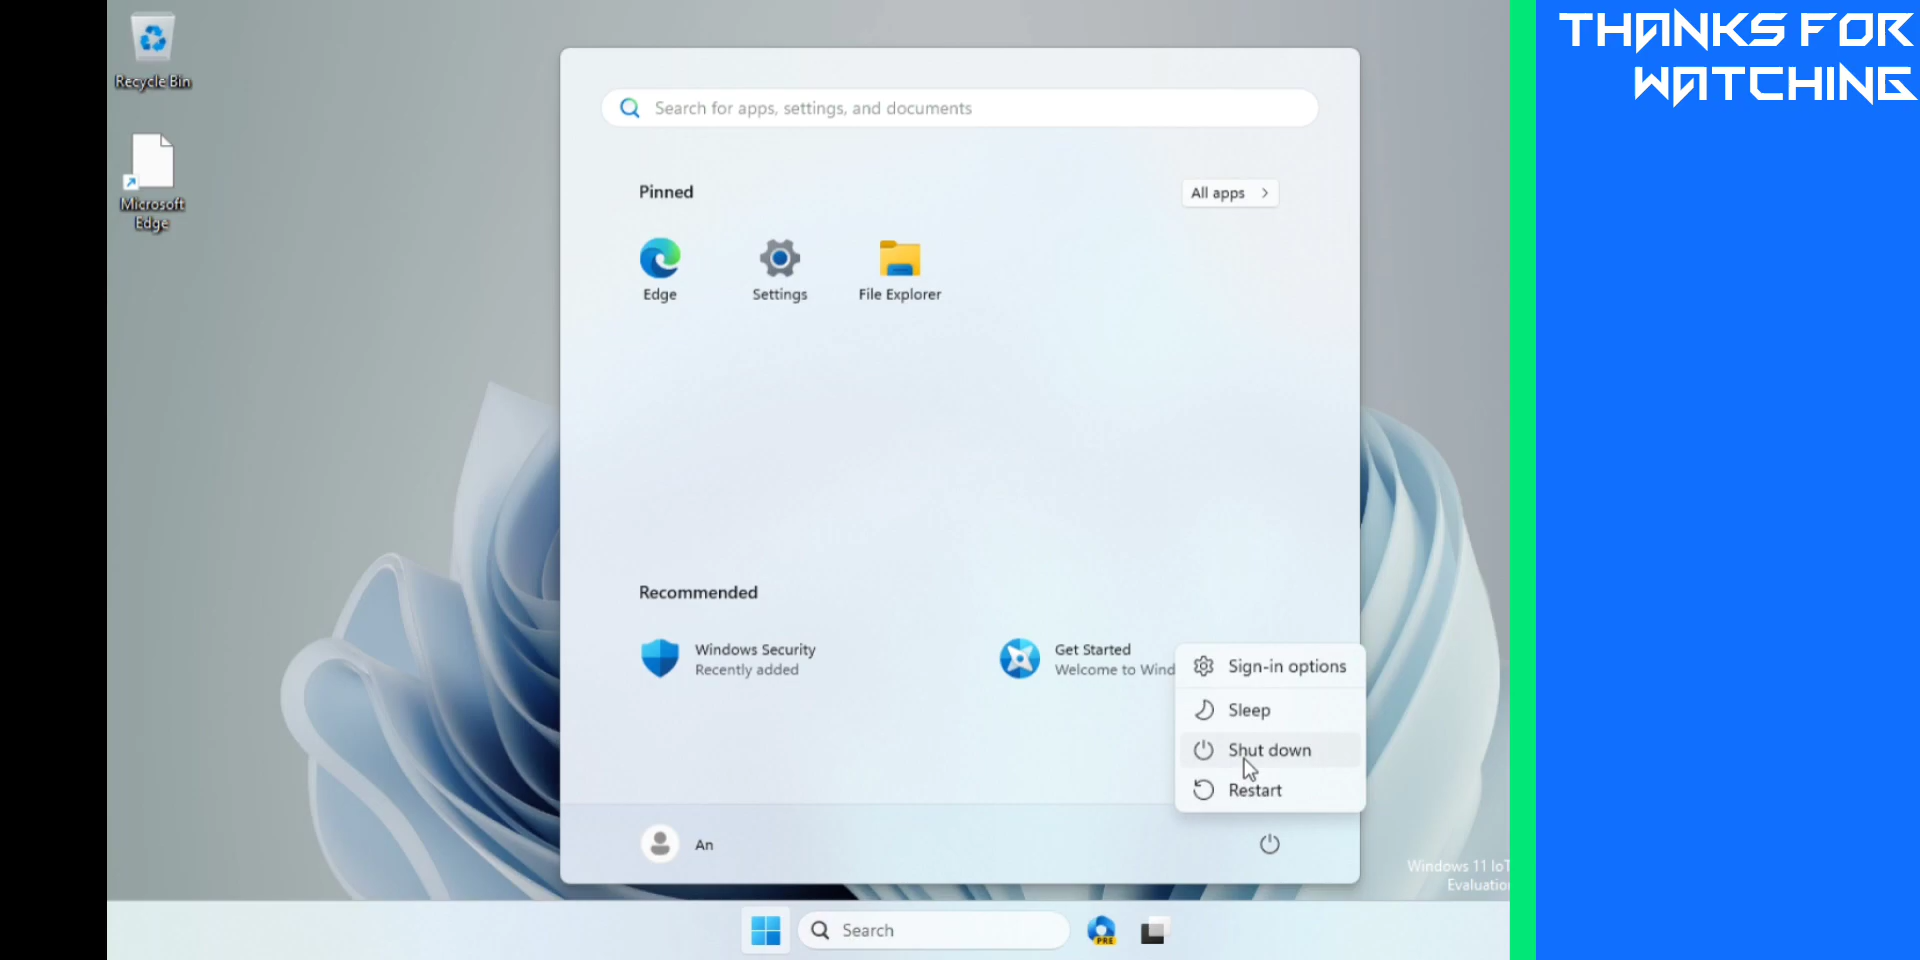 Recycle Bin
Microsoft
Edge
Search for apps, settings, and documents
Pinned
All apps
Edge
Settings
File Explorer
Recommended
Windows Security
Recently added
Get Started
Welcome to Wind
Sign-in options
Sleep
Shut down
Restart
An
Windows 11 IoT
Evaluation
Search
PRE
THANKS FOR
WATCHING